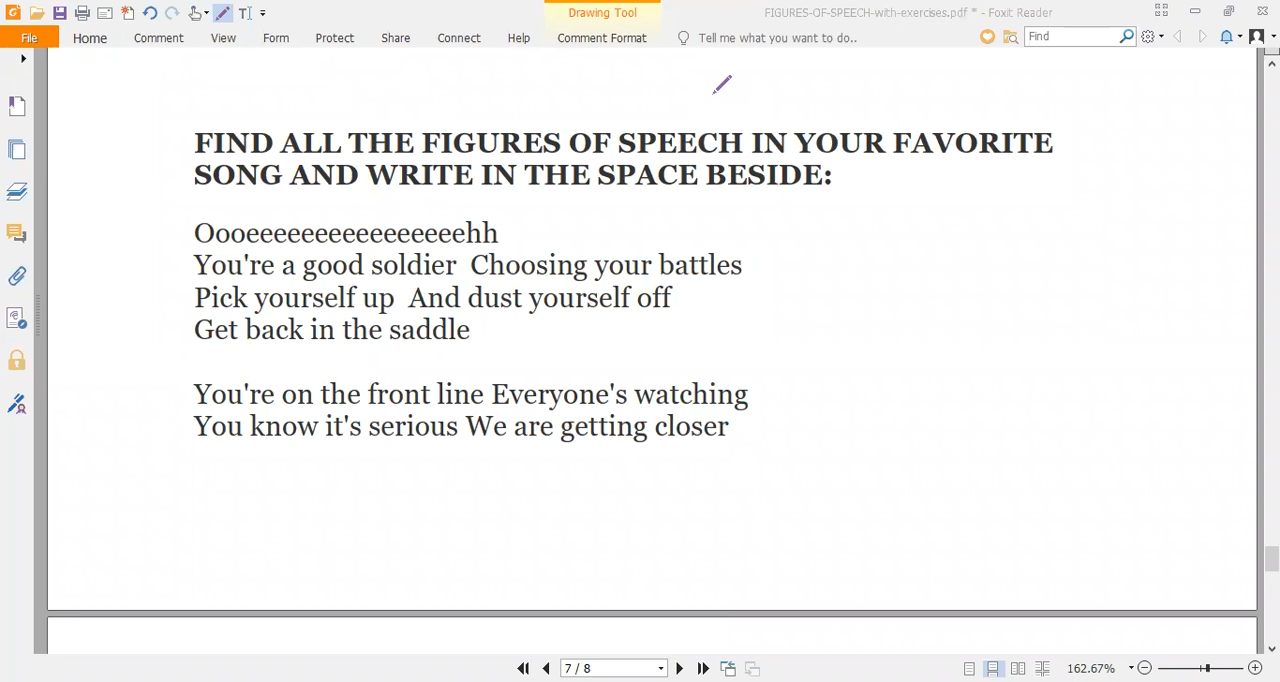 FIGURES-OF-SPEECH-with-exercises.pdf * - Foxit Reader
Drawing Tool
File Home Comment View Form Protect Share Connect Help Comment Format Tell me what you want to do.. Find
FIND ALL THE FIGURES OF SPEECH IN YOUR FAVORITE
SONG AND WRITE IN THE SPACE BESIDE:
Oooeeeeeeeeeeeeeeeehh
You're a good soldier Choosing your battles
Pick yourself up And dust yourself off
Get back in the saddle
You're on the front line Everyone's watching
You know it's serious We are getting closer
7 / 8
162.67%